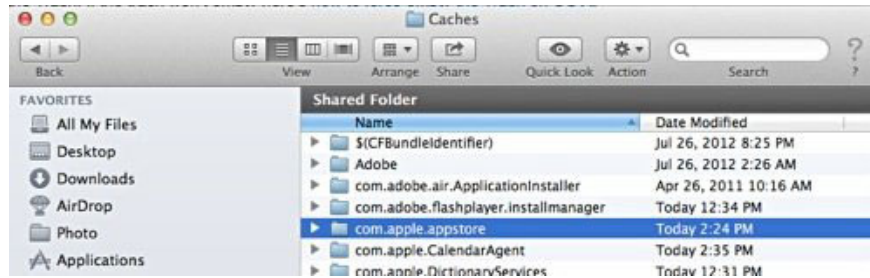 Caches
Back View Arrange Share Quick Look Action Search ?
FAVORITES
All My Files
Desktop
Downloads
AirDrop
Photo
Applications
Shared Folder
Name Date Modified
$(CFBundleIdentifier) Jul 26, 2012 8:25 PM
Adobe Jul 26, 2012 2:26 AM
com.adobe.air.ApplicationInstaller Apr 26, 2011 10:16 AM
com.adobe.flashplayer.installmanager Today 12:34 PM
com.apple.appstore Today 2:24 PM
com.apple.CalendarAgent Today 2:35 PM
com.apple.DictionaryServices Today 12:31 PM